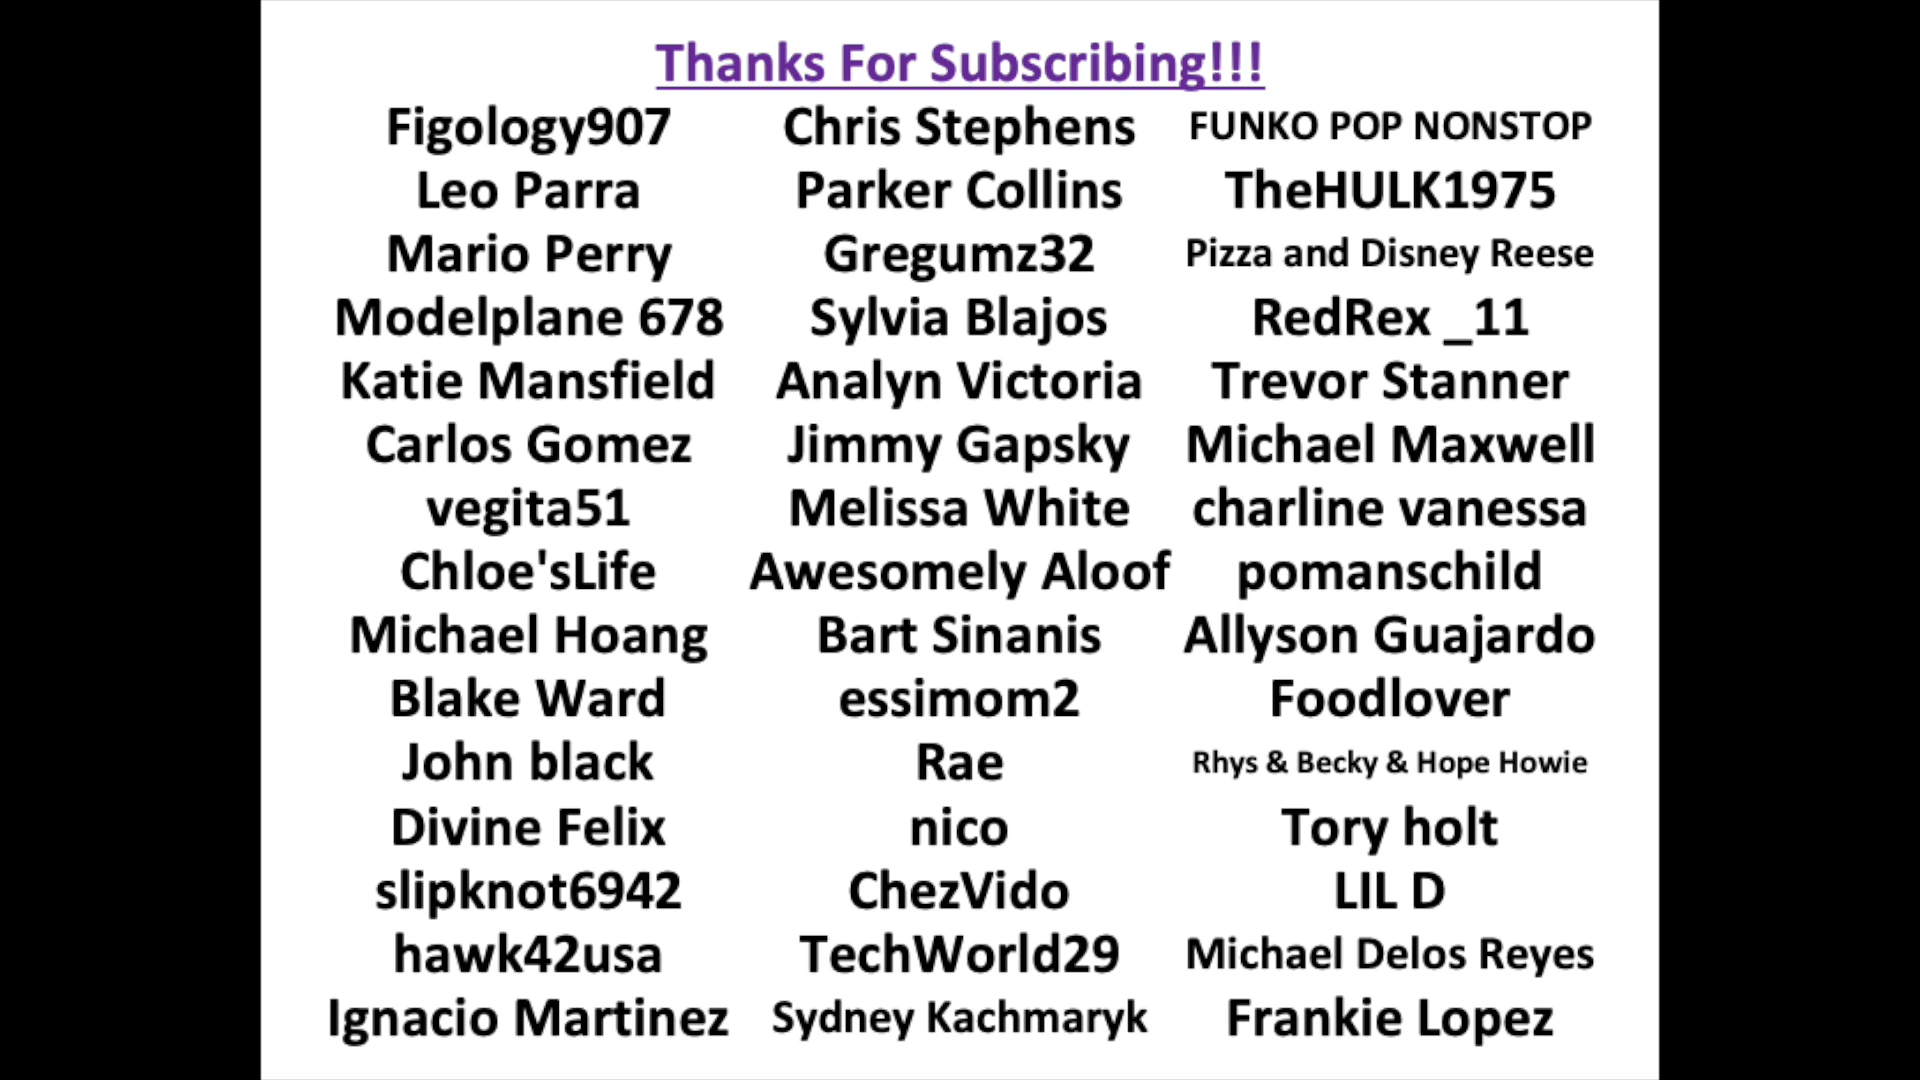 Thanks For Subscribing!!!
Figology907 Chris Stephens FUNKO POP NONSTOP
Leo Parra Parker Collins TheHULK1975
Mario Perry Gregumz32 Pizza and Disney Reese
Modelplane 678 Sylvia Blajos RedRex _11
Katie Mansfield Analyn Victoria Trevor Stanner
Carlos Gomez Jimmy Gapsky Michael Maxwell
vegita51 Melissa White charline vanessa
Chloe'sLife Awesomely Aloof pomanschild
Michael Hoang Bart Sinanis Allyson Guajardo
Blake Ward essimom2 Foodlover
John black Rae Rhys & Becky & Hope Howie
Divine Felix nico Tory holt
slipknot6942 ChezVido LIL D
hawk42usa TechWorld29 Michael Delos Reyes
Ignacio Martinez Sydney Kachmaryk Frankie Lopez